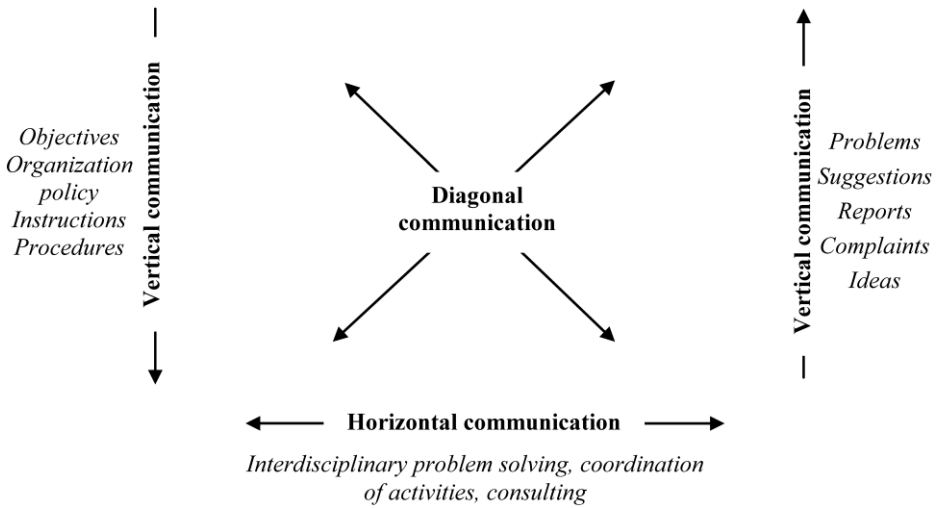 Objectives
Organization
policy
Instructions
Procedures
Vertical communication
Diagonal
communication
Vertical communication
Problems
Suggestions
Reports
Complaints
Ideas
Horizontal communication
Interdisciplinary problem solving, coordination
of activities, consulting